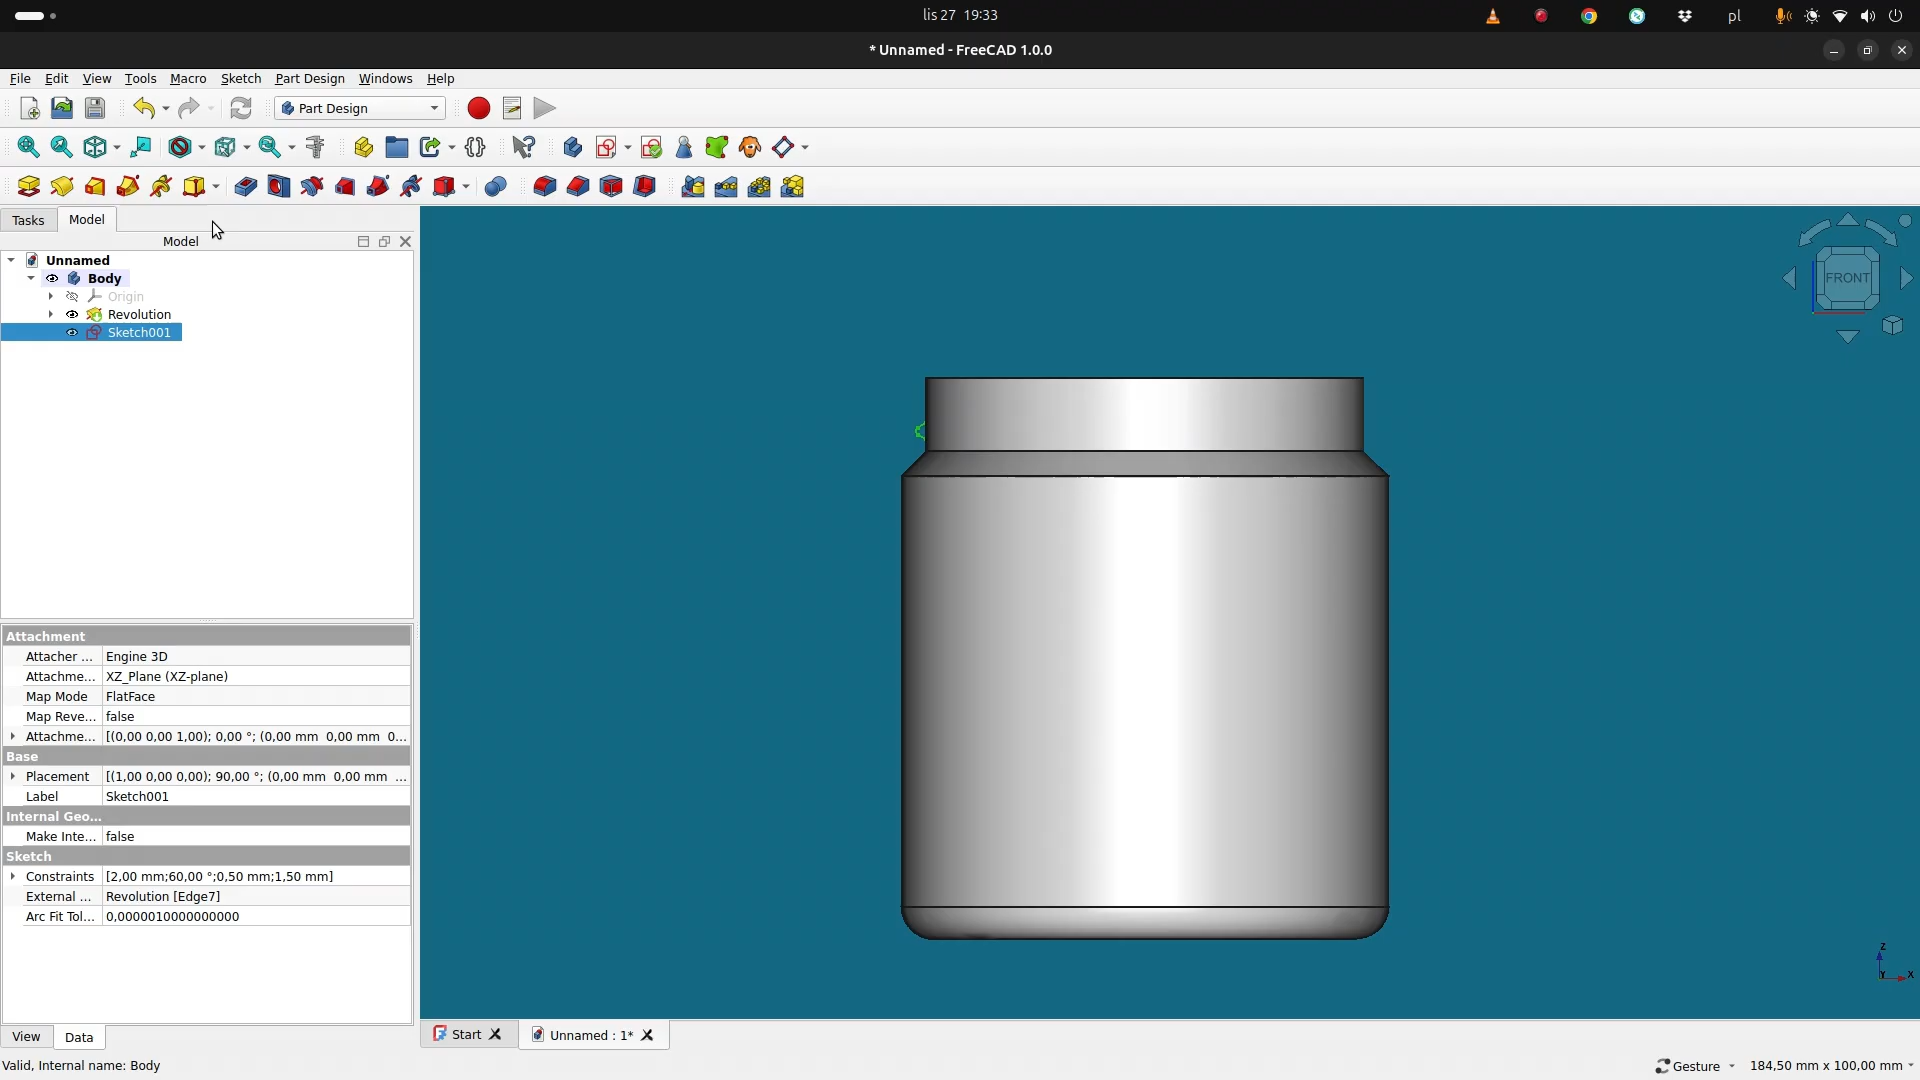 lis 27 19:33
pl
* Unnamed - FreeCAD 1.0.0
File Edit View Tools Macro Sketch Part Design Windows Help
Part Design
Tasks Model
Model
Unnamed
Body
Origin
Revolution
Sketch001
FRONT
Attachment
Attacher ... Engine 3D
Attachme... XZ_Plane (XZ-plane)
Map Mode FlatFace
Map Reve... false
Attachme... [(0,00 0,00 1,00); 0,00 °; (0,00 mm 0,00 mm 0...
Base
Placement [(1,00 0,00 0,00); 90,00 °; (0,00 mm 0,00 mm ...
Label Sketch001
Internal Geo...
Make Inte... false
Sketch
Constraints [2,00 mm;60,00 °;0,50 mm;1,50 mm]
External ... Revolution [Edge7]
Arc Fit Tol... 0,0000010000000000
Z
Y X
View Data
Start Unnamed : 1*
Valid, Internal name: Body
Gesture 184,50 mm x 100,00 mm